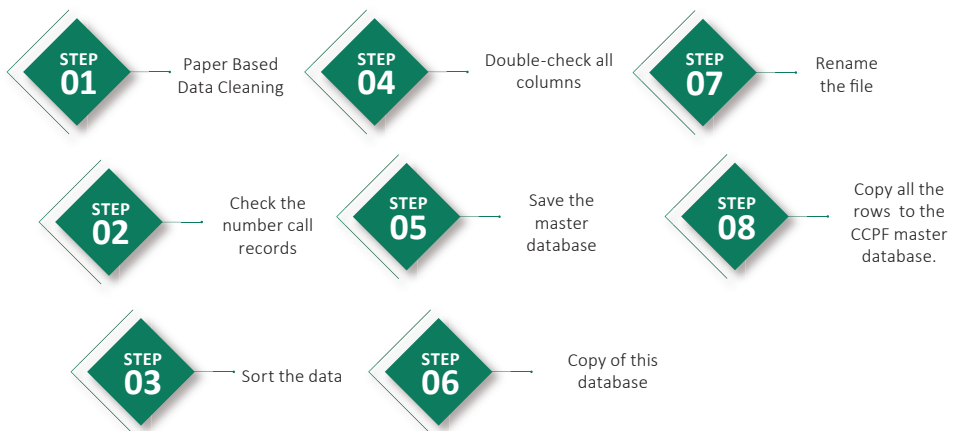 STEP
01
Paper Based
Data Cleaning
STEP
02
Check the
number call
records
STEP
03
Sort the data
STEP
04
Double-check all
columns
STEP
05
Save the
master
database
STEP
06
Copy of this
database
STEP
07
Rename
the file
STEP
08
Copy all the
rows to the
CCPF master
database.